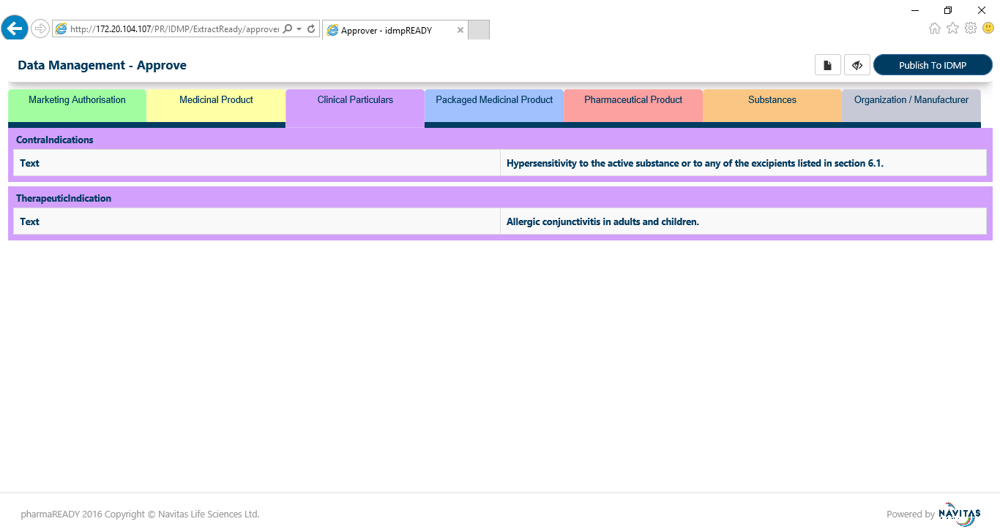 http://172.20.104.107/PR/IDMP/ExtractReady/approver
Approver - idmpREADY
Data Management - Approve
Publish To IDMP
Marketing Authorisation
Medicinal Product
Clinical Particulars
Packaged Medicinal Product
Pharmaceutical Product
Substances
Organization / Manufacturer
ContraIndications
Text
Hypersensitivity to the active substance or to any of the excipients listed in section 6.1.
TherapeuticIndication
Text
Allergic conjunctivitis in adults and children.
pharmaREADY 2016 Copyright © Navitas Life Sciences Ltd.
Powered by NAVITAS